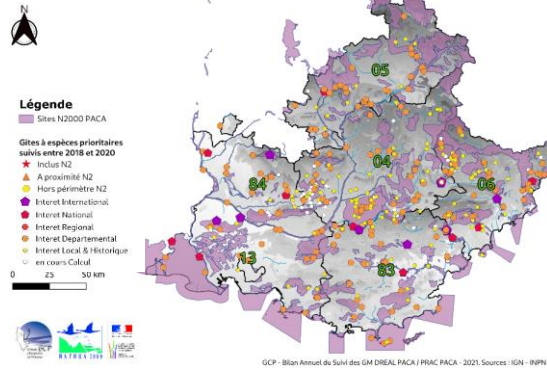 N
Légende
Sites N2000 PACA
Gites à espèces prioritaires
suivis entre 2018 et 2020
Inclus N2
A proximité N2
Hors périmètre N2
Interet International
Interet National
Interet Regional
Interet Departemental
Interet Local & Historique
en cours Calcul
0 25 50 km
05
04
84
06
13
83
GCP
NATURA 2000
GCP - Bilan Annuel du Suivi des GM DREAL PACA / PRAC PACA - 2021. Sources : IGN - INPN